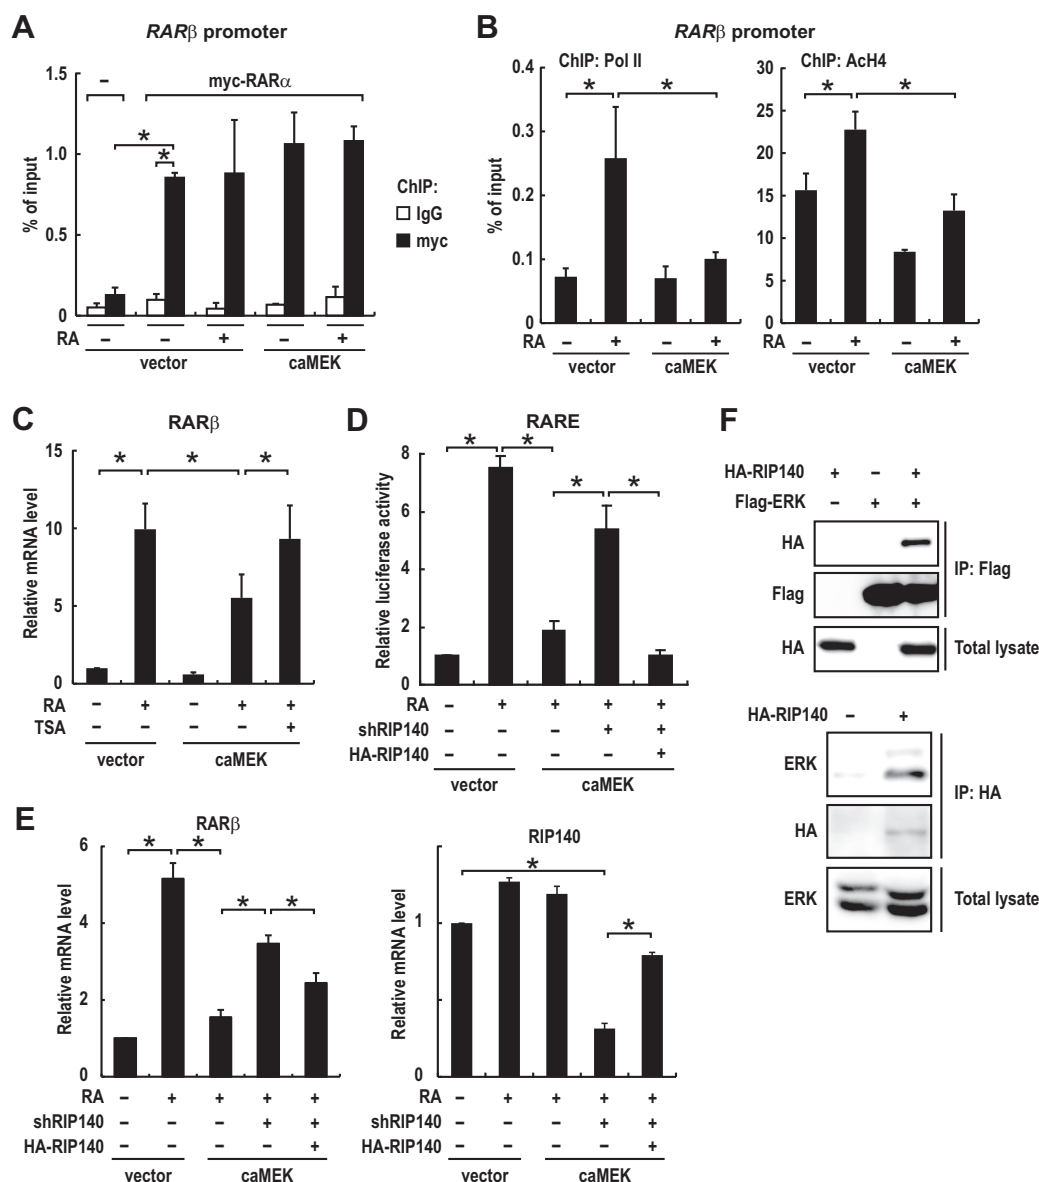 A
RARβ promoter
– myc-RARα
* *
% of input
1.5
1.0
0.5
0
ChIP:
IgG
myc
RA – – + – +
vector caMEK
B
RARβ promoter
ChIP: Pol II
* *
% of input
0.4
0.3
0.2
0.1
0
RA – + – +
vector caMEK
ChIP: AcH4
* *
30
25
20
15
10
5
0
RA – + – +
vector caMEK
C
RARβ
* * *
Relative mRNA level
15
10
5
0
RA – + – + +
TSA – – – – +
vector caMEK
D
RARE
* * * *
Relative luciferase activity
8
6
4
2
0
RA – + + + +
shRIP140 – – – + +
HA-RIP140 – – – – +
vector caMEK
E
RARβ
* * * *
Relative mRNA level
6
4
2
0
RA – + + + +
shRIP140 – – – + +
HA-RIP140 – – – – +
vector caMEK
RIP140
* *
Relative mRNA level
1
0
RA – + + + +
shRIP140 – – – + +
HA-RIP140 – – – – +
vector caMEK
F
HA-RIP140 + – +
Flag-ERK – + +
HA
Flag
IP: Flag
HA Total lysate
HA-RIP140 – +
ERK
HA
IP: HA
ERK Total lysate